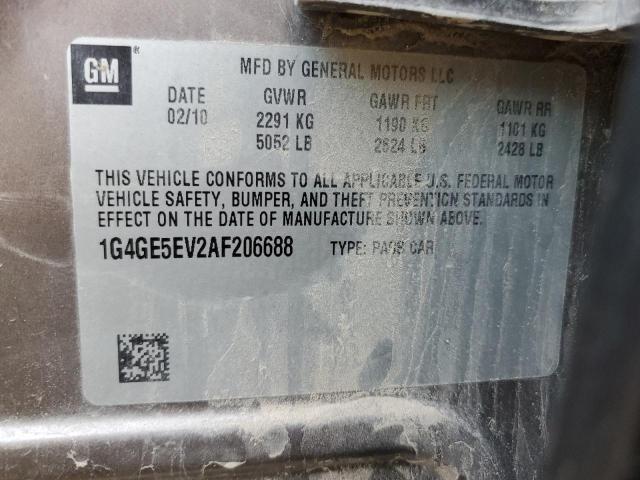 GM
®
MFD BY GENERAL MOTORS LLC
DATE GVWR GAWR FRT GAWR RR
02/10 2291 KG 1190 KG 1101 KG
5052 LB 2624 LB 2428 LB
THIS VEHICLE CONFORMS TO ALL APPLICABLE U.S. FEDERAL MOTOR
VEHICLE SAFETY, BUMPER, AND THEFT PREVENTION STANDARDS IN
EFFECT ON THE DATE OF MANUFACTURE SHOWN ABOVE.
1G4GE5EV2AF206688 TYPE: PASS CAR